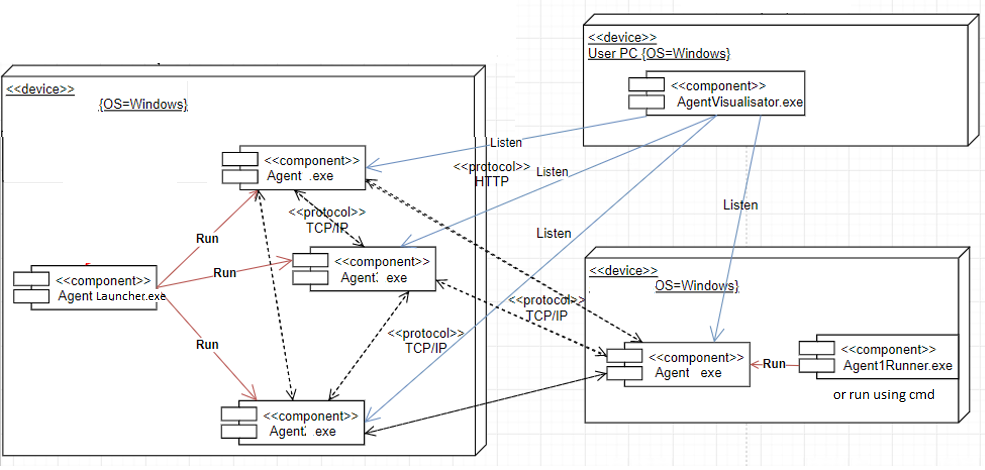 <<device>>
{OS=Windows}
<<component>>
Agent .exe
<<protocol>>
TCP/IP
Run
<<component>>
Agent .exe
Run
<<component>>
Agent Launcher.exe
<<protocol>>
TCP/IP
Run
<<component>>
Agent .exe
<<device>>
User PC {OS=Windows}
<<component>>
AgentVisualisator.exe
Listen
<<protocol>>
HTTP
Listen
Listen
Listen
<<protocol>>
TCP/IP
<<device>>
OS=Windows}
<<component>>
Agent exe
Run
<<component>>
Agent1Runner.exe
or run using cmd